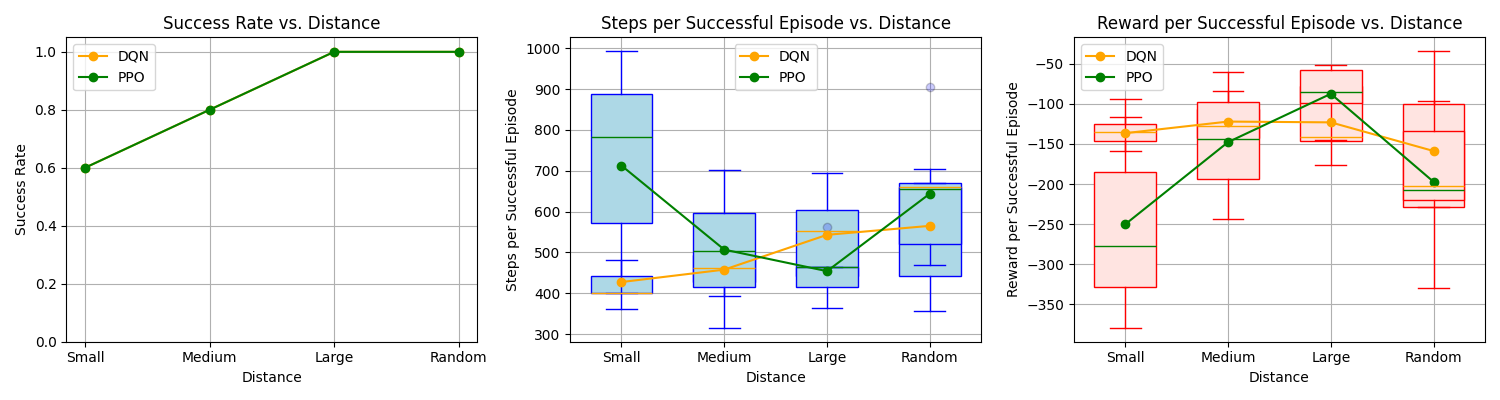 Success Rate vs. Distance
Success Rate
1.0
0.8
0.6
0.4
0.2
0.0
DQN
PPO
Small Medium Large Random
Distance
Steps per Successful Episode vs. Distance
Steps per Successful Episode
1000
900
800
700
600
500
400
300
DQN
PPO
Small Medium Large Random
Distance
Reward per Successful Episode vs. Distance
Reward per Successful Episode
−50
−100
−150
−200
−250
−300
−350
DQN
PPO
Small Medium Large Random
Distance